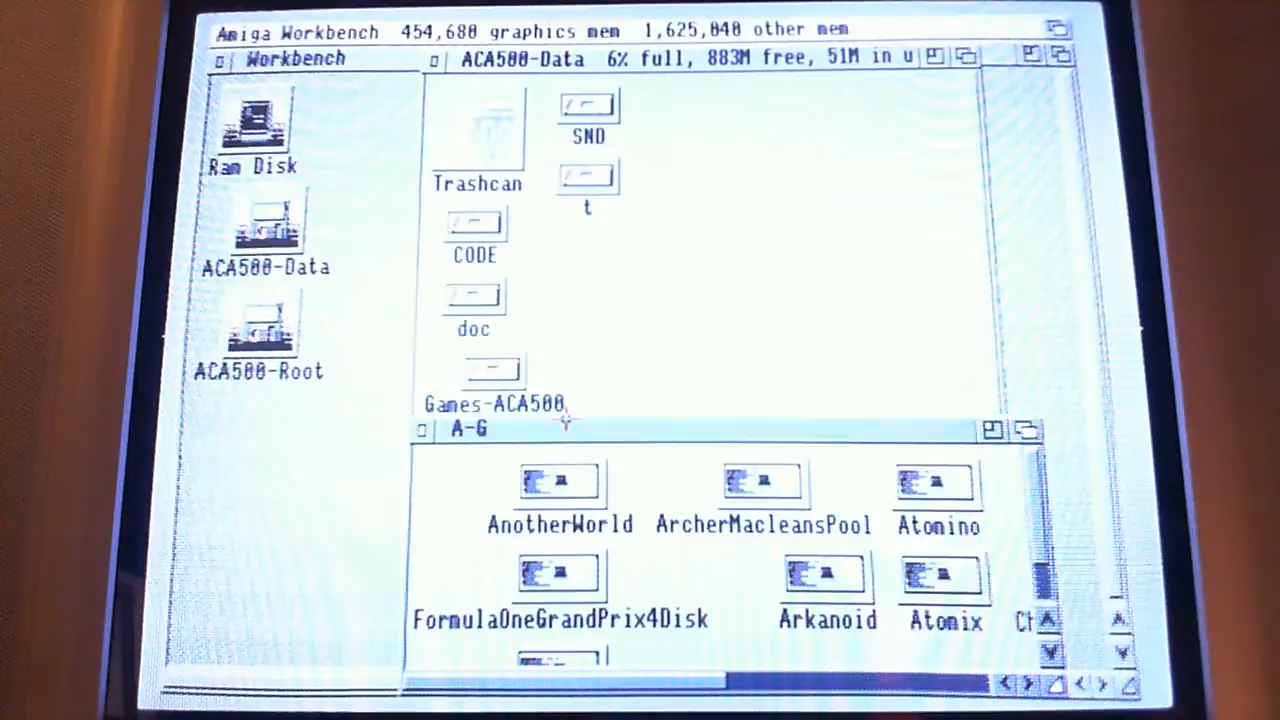 Amiga Workbench 454,680 graphics mem 1,625,040 other mem
Workbench
ACA500-Data 6% full, 883M free, 51M in u
Ram Disk
ACA500-Data
ACA500-Root
Trashcan
SND
t
CODE
doc
Games-ACA500
A-G
AnotherWorld ArcherMacleansPool Atomino
FormulaOneGrandPrix4Disk Arkanoid Atomix